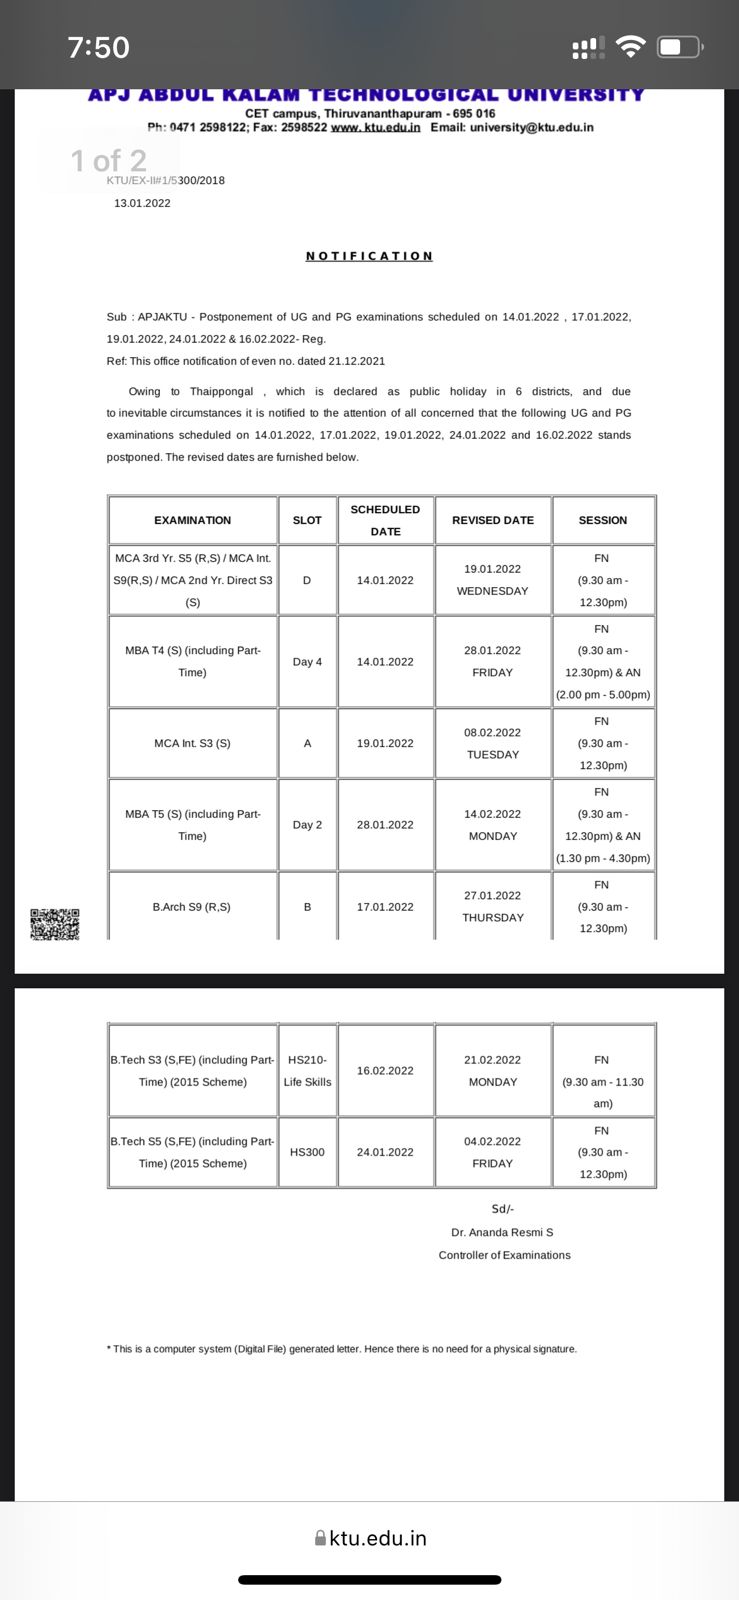 7:50
APJ ABDUL KALAM TECHNOLOGICAL UNIVERSITY
CET campus, Thiruvananthapuram - 695 016
Ph: 0471 2598122; Fax: 2598522 www. ktu.edu.in Email: university@ktu.edu.in
1 of 2
KTU/EX-II#1/5300/2018
13.01.2022
NOTIFICATION
Sub : APJAKTU - Postponement of UG and PG examinations scheduled on 14.01.2022 , 17.01.2022,
19.01.2022, 24.01.2022 & 16.02.2022- Reg.
Ref: This office notification of even no. dated 21.12.2021
Owing to Thaippongal , which is declared as public holiday in 6 districts, and due
to inevitable circumstances it is notified to the attention of all concerned that the following UG and PG
examinations scheduled on 14.01.2022, 17.01.2022, 19.01.2022, 24.01.2022 and 16.02.2022 stands
postponed. The revised dates are furnished below.
EXAMINATION SLOT SCHEDULED DATE REVISED DATE SESSION
MCA 3rd Yr. S5 (R,S) / MCA Int.
S9(R,S) / MCA 2nd Yr. Direct S3
(S)
D
14.01.2022
19.01.2022
WEDNESDAY
FN
(9.30 am -
12.30pm)
MBA T4 (S) (including Part-
Time)
Day 4
14.01.2022
28.01.2022
FRIDAY
FN
(9.30 am -
12.30pm) & AN
(2.00 pm - 5.00pm)
MCA Int. S3 (S)
A
19.01.2022
08.02.2022
TUESDAY
FN
(9.30 am -
12.30pm)
MBA T5 (S) (including Part-
Time)
Day 2
28.01.2022
14.02.2022
MONDAY
FN
(9.30 am -
12.30pm) & AN
(1.30 pm - 4.30pm)
B.Arch S9 (R,S)
B
17.01.2022
27.01.2022
THURSDAY
FN
(9.30 am -
12.30pm)
B.Tech S3 (S,FE) (including Part-
Time) (2015 Scheme)
HS210-
Life Skills
16.02.2022
21.02.2022
MONDAY
FN
(9.30 am - 11.30
am)
B.Tech S5 (S,FE) (including Part-
Time) (2015 Scheme)
HS300
24.01.2022
04.02.2022
FRIDAY
FN
(9.30 am -
12.30pm)
Sd/-
Dr. Ananda Resmi S
Controller of Examinations
* This is a computer system (Digital File) generated letter. Hence there is no need for a physical signature.
ktu.edu.in